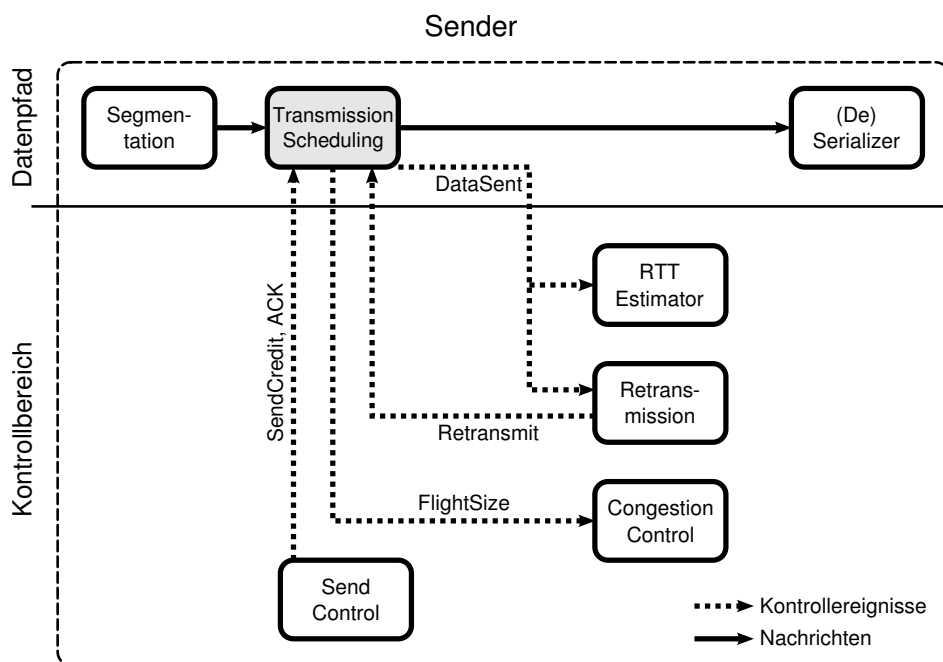 Sender
Datenpfad
Segmen-
tation
Transmission
Scheduling
(De)
Serializer
DataSent
Kontrollbereich
SendCredit, ACK
RTT
Estimator
Retrans-
mission
Retransmit
FlightSize
Congestion
Control
Send
Control
Kontrollereignisse
Nachrichten